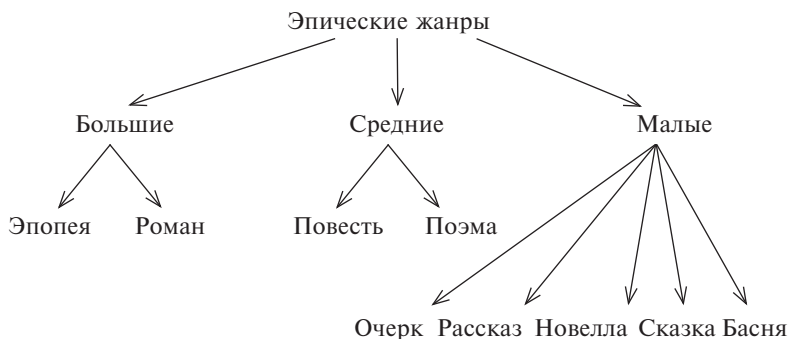 Эпические жанры
Большие Средние Малые
Эпопея Роман Повесть Поэма
Очерк Рассказ Новелла Сказка Басня